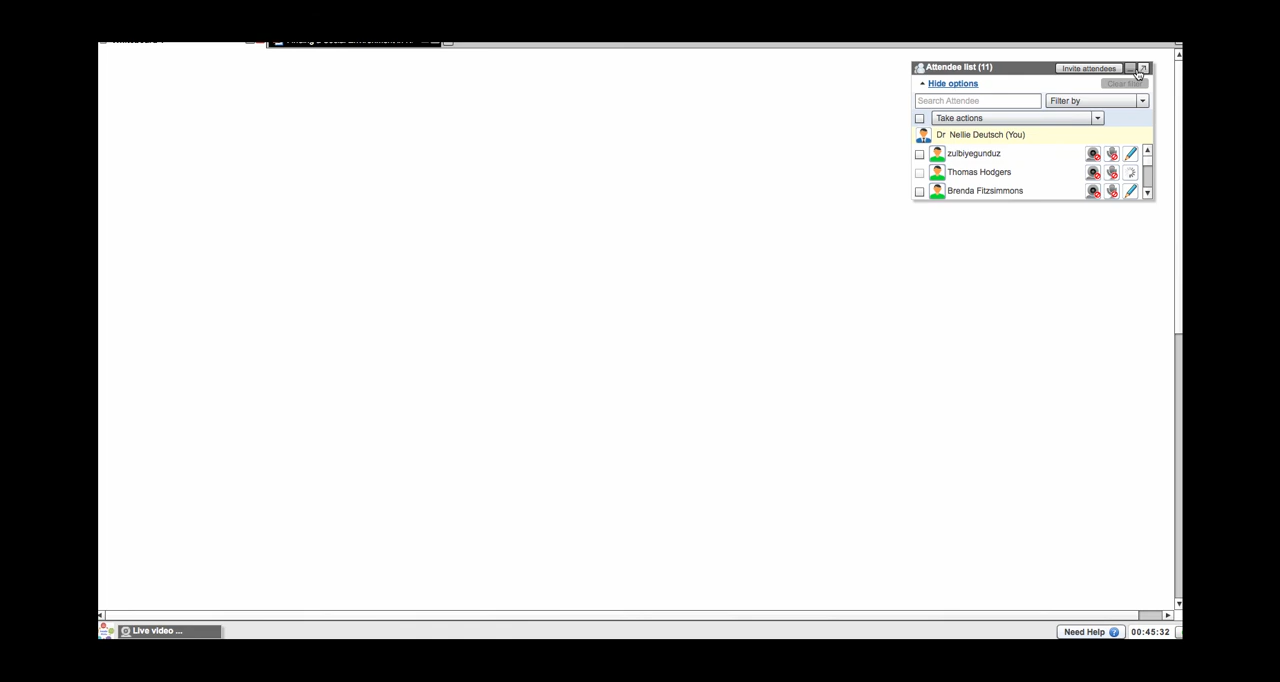 Attendee list (11)
Invite attendees
Hide options
Clear filter
Search Attendee
Filter by
Take actions
Dr Nellie Deutsch (You)
zulbiyegunduz
Thomas Hodgers
Brenda Fitzsimmons
Live video ...
Need Help ?
00:45:32